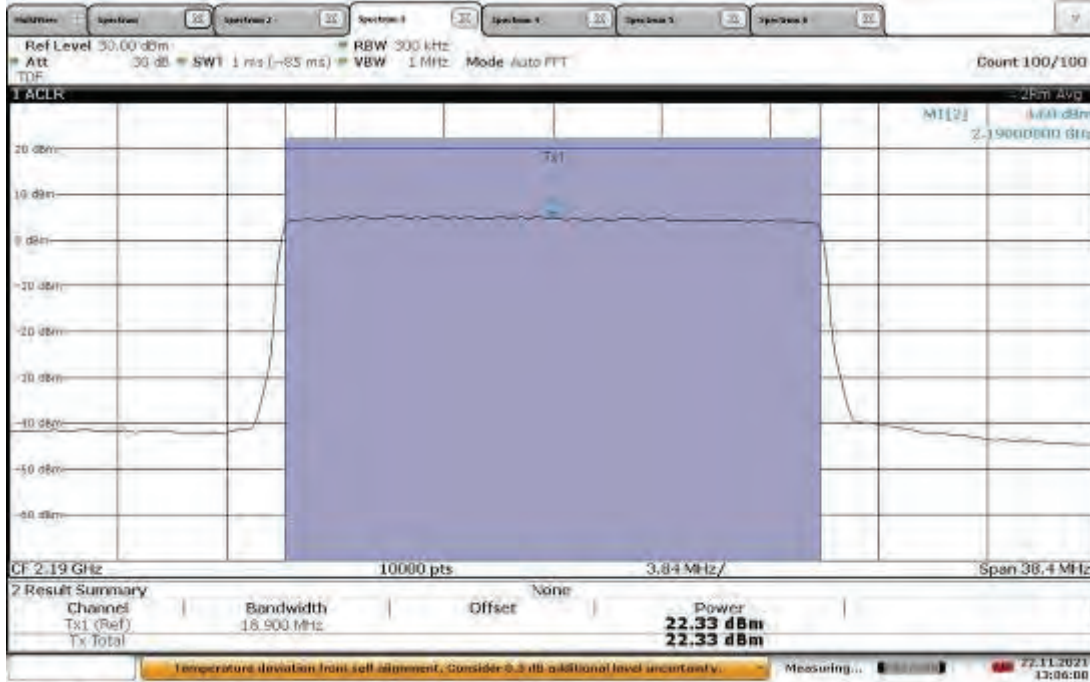 MultiView Spectrum Spectrum 2 Spectrum 3 Spectrum 4 Spectrum 5 Spectrum 6
Ref Level 30.00 dBm RBW 300 kHz
Att 30 dB SWT 1 ms (~85 ms) VBW 1 MHz Mode Auto FFT Count 100/100
TDF
1 ACLR 2Rm Avg
M1[2] dBm
2.19000800 GHz
20 dBm
Tx1
10 dBm
0 dBm
-10 dBm
-20 dBm
-30 dBm
-40 dBm
-50 dBm
-60 dBm
CF 2.19 GHz 10000 pts 3.84 MHz/ Span 38.4 MHz
2 Result Summary None
Channel Bandwidth Offset Power
Tx1 (Ref) 18.900 MHz 22.33 dBm
Tx Total 22.33 dBm
Temperature deviation from self alignment. Consider 0.3 dB additional level uncertainty. Measuring... 22.11.2021
13:06:00